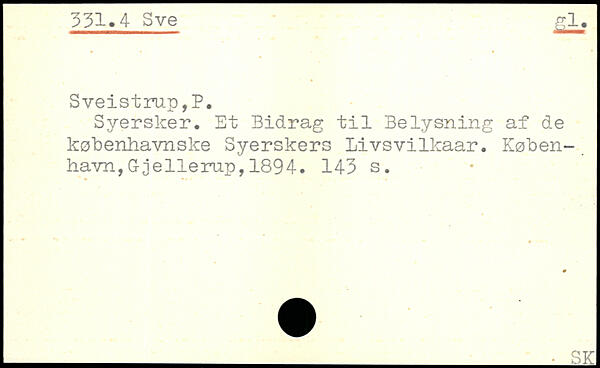 331.4 Sve gl.
Sveistrup,P.
Syersker. Et Bidrag til Belysning af de
københavnske Syerskers Livsvilkaar. Køben-
havn,Gjellerup,1894. 143 s.
SK